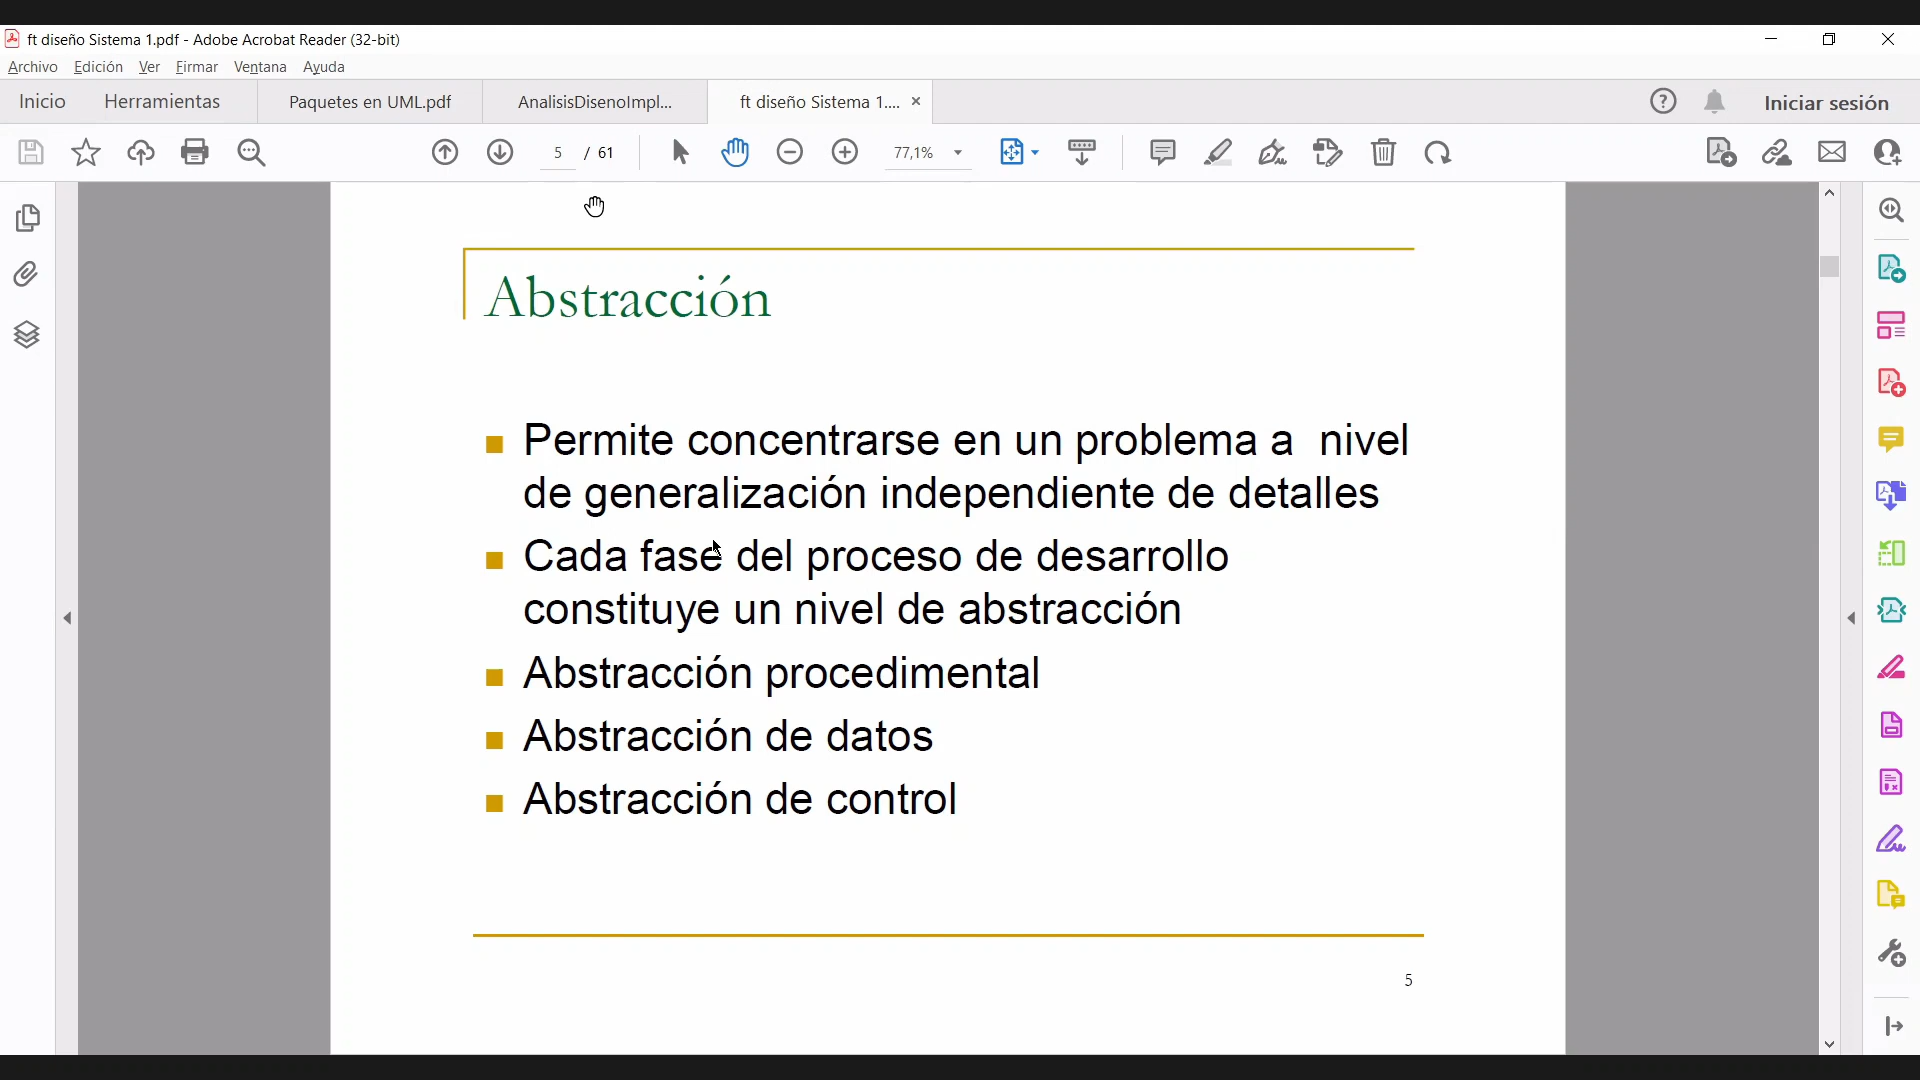 ft diseño Sistema 1.pdf - Adobe Acrobat Reader (32-bit)
Archivo Edición Ver Firmar Ventana Ayuda
Inicio Herramientas Paquetes en UML.pdf AnalisisDisenoImpl... ft diseño Sistema 1.... Iniciar sesión
5 / 61 77,1%
Abstracción
Permite concentrarse en un problema a nivel
de generalización independiente de detalles
Cada fase del proceso de desarrollo
constituye un nivel de abstracción
Abstracción procedimental
Abstracción de datos
Abstracción de control
5